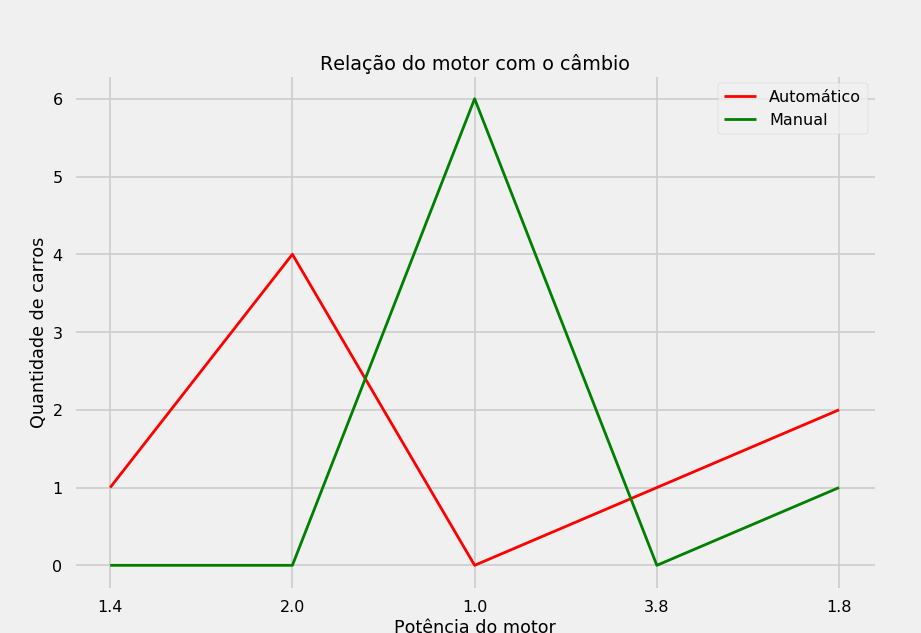 Relação do motor com o câmbio
Automático
Manual
Quantidade de carros
6
5
4
3
2
1
0
1.4 2.0 1.0 3.8 1.8
Potência do motor